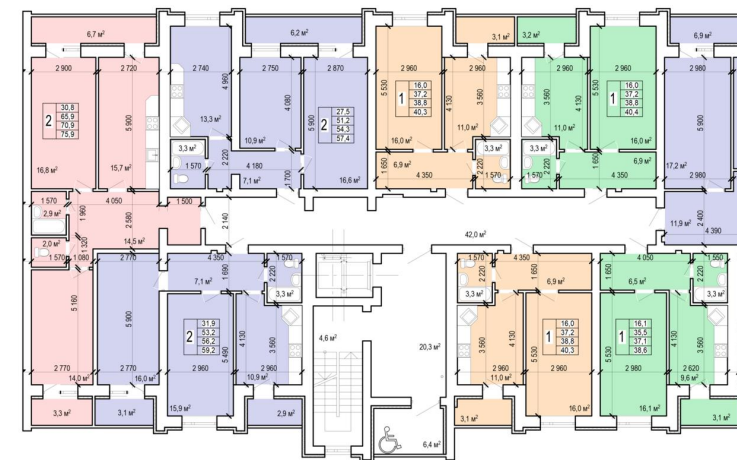 6,7 м²
6,2 м²
3,1 м²
3,2 м²
6,9 м²
2 900
2 720
2 740
2 750
2 870
2 960
2 960
2 960
2 960
2 980
4 960
4 080
5 530
4 130
3 560
3 560
4 130
5 530
5 900
5 900
5 900
2
30,8
65,9
70,9
75,9
2
27,5
51,2
54,3
57,4
1
16,0
37,2
38,8
40,3
1
16,0
37,2
38,8
40,4
13,3 м²
10,9 м²
16,0 м²
11,0 м²
11,0 м²
16,0 м²
16,8 м²
15,7 м²
3,3 м²
3,3 м²
3,3 м²
17,2 м²
1 570
2 220
4 180
1 700
7,1 м²
16,6 м²
1 650
6,9 м²
4 350
2 220
1 570
1 570
2 220
1 650
6,9 м²
4 350
2 980
1 570
2,9 м²
1 960
4 050
2 580
1 500
2 140
11,9 м²
2 400
4 390
2,0 м²
1 570
1 320
1 080
14,5 м²
42,0 м²
2 770
4 350
1 570
7,1 м²
1 690
2 220
3,3 м²
1 570
4 350
2 220
1 650
3,3 м²
6,9 м²
4 050
1 550
1 650
6,5 м²
2 220
3,3 м²
5 160
5 900
2
31,9
53,2
56,2
59,2
5 490
4 130
3 560
4,6 м²
20,3 м²
3 560
4 130
5 530
1
16,0
37,2
38,8
40,3
1
16,1
35,5
37,1
38,6
5 530
4 130
3 560
2 770
14,0 м²
2 770
16,0 м²
2 960
15,9 м²
2 960
10,9 м²
2 960
11,0 м²
2 960
16,0 м²
2 980
16,1 м²
2 620
9,6 м²
3,3 м²
3,1 м²
2,9 м²
6,4 м²
3,1 м²
3,1 м²